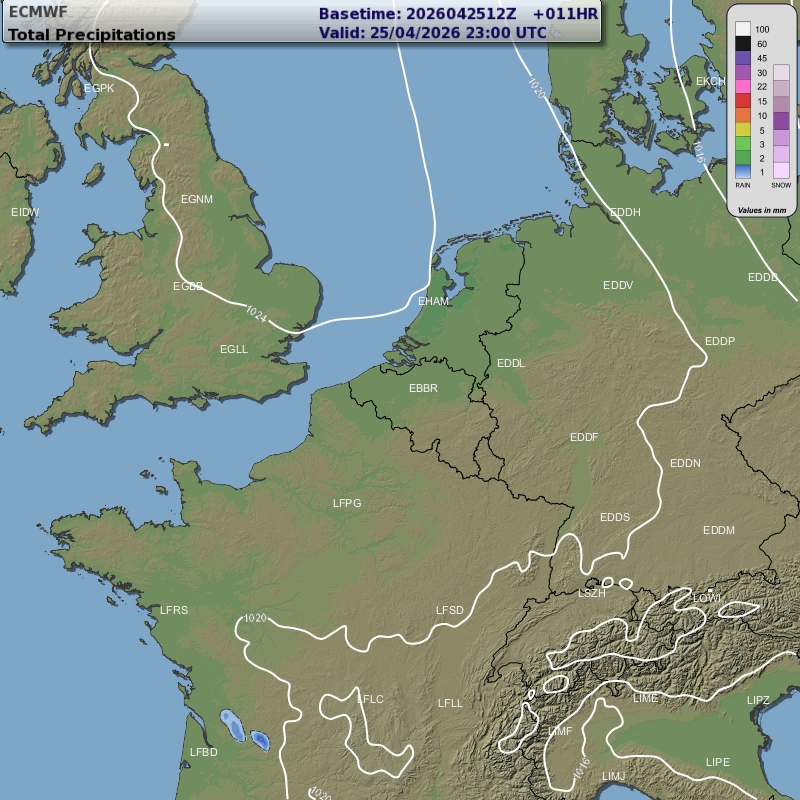 ECMWF
Basetime: 2026042512Z +011HR
Total Precipitations
Valid: 25/04/2026 23:00 UTC
100
60
45
30
22
15
10
5
3
2
1
RAIN SNOW
Values in mm
EGPK
EKCH
1020
1016
EIDW
EGNM
EDDH
EGBB
EDDV
EDDB
1024
EHAM
EGLL
EDDP
EDDL
EBBR
EDDF
EDDN
LFPG
EDDS
EDDM
LSZH
LOWI
LFRS
1020
LFSD
LFLC
LFLL
LIME
LIPZ
LIMF
LFBD
1016
LIPE
LIMJ
1020